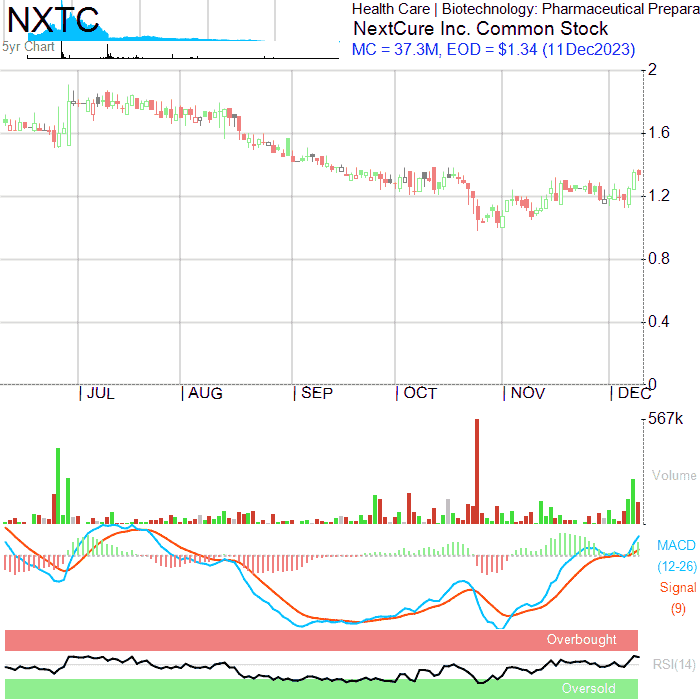 NXTC
5yr Chart
Health Care | Biotechnology: Pharmaceutical Prepara
NextCure Inc. Common Stock
MC = 37.3M, EOD = $1.34 (11Dec2023)
2
1.6
1.2
0.8
0.4
0
JUL AUG SEP OCT NOV DEC
567k
Volume
MACD
(12-26)
Signal
(9)
Overbought
RSI(14)
Oversold